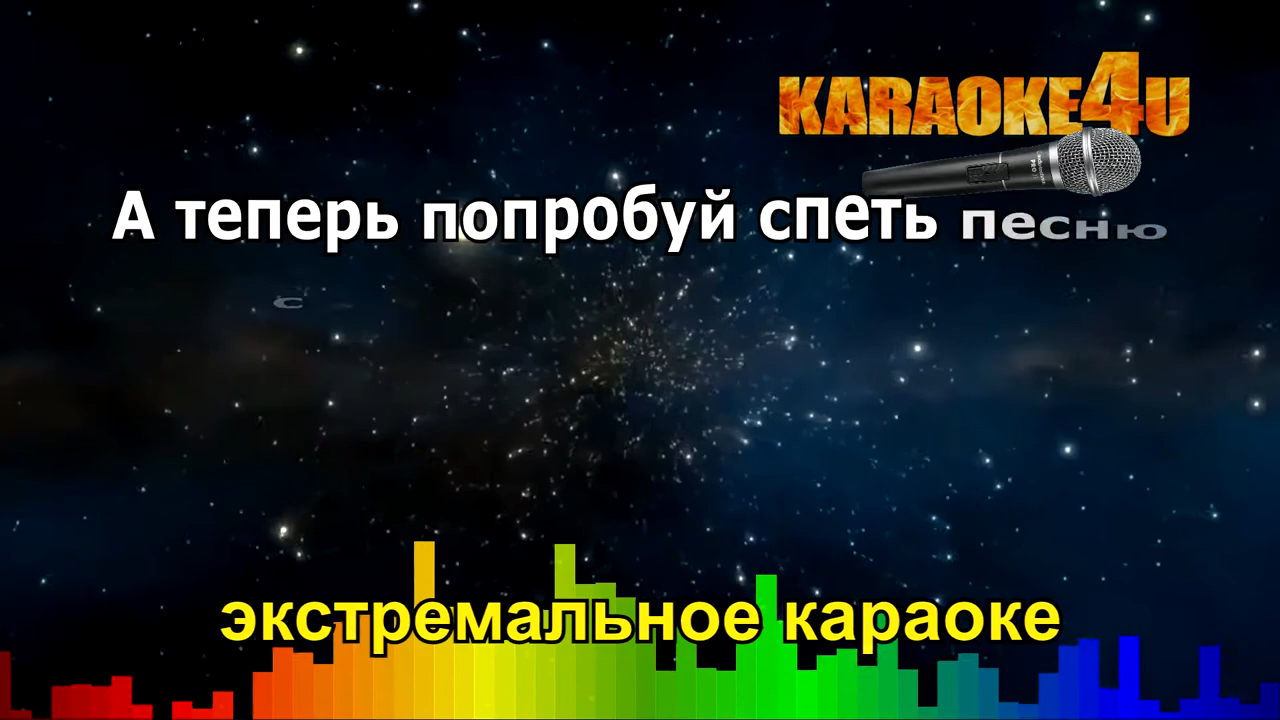 KARAOKE4U
А теперь попробуй спеть песню
с
экстремальное караоке